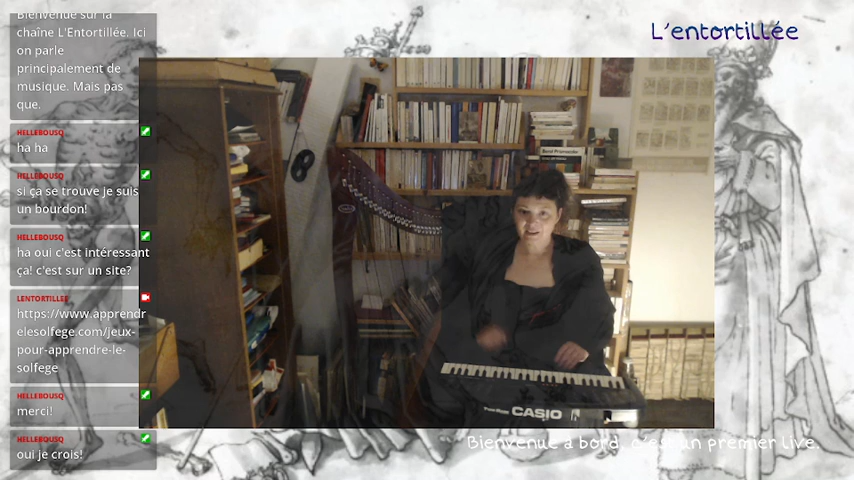 L'entortillée
Bienvenue sur la
chaîne L'Entortillée. Ici
on parle
principalement de
musique. Mais pas
que.
HELLEBOUSQ
ha ha
HELLEBOUSQ
si ça se trouve je suis
un bourdon!
HELLEBOUSQ
ha oui c'est intéressant
ça! c'est sur un site?
LENTORTILLEE
https://www.apprendr
elesolfege.com/jeux-
pour-apprendre-le-
solfege
HELLEBOUSQ
merci!
HELLEBOUSQ
oui je crois!
CASIO
Bienvenue à bord, c'est un premier live.